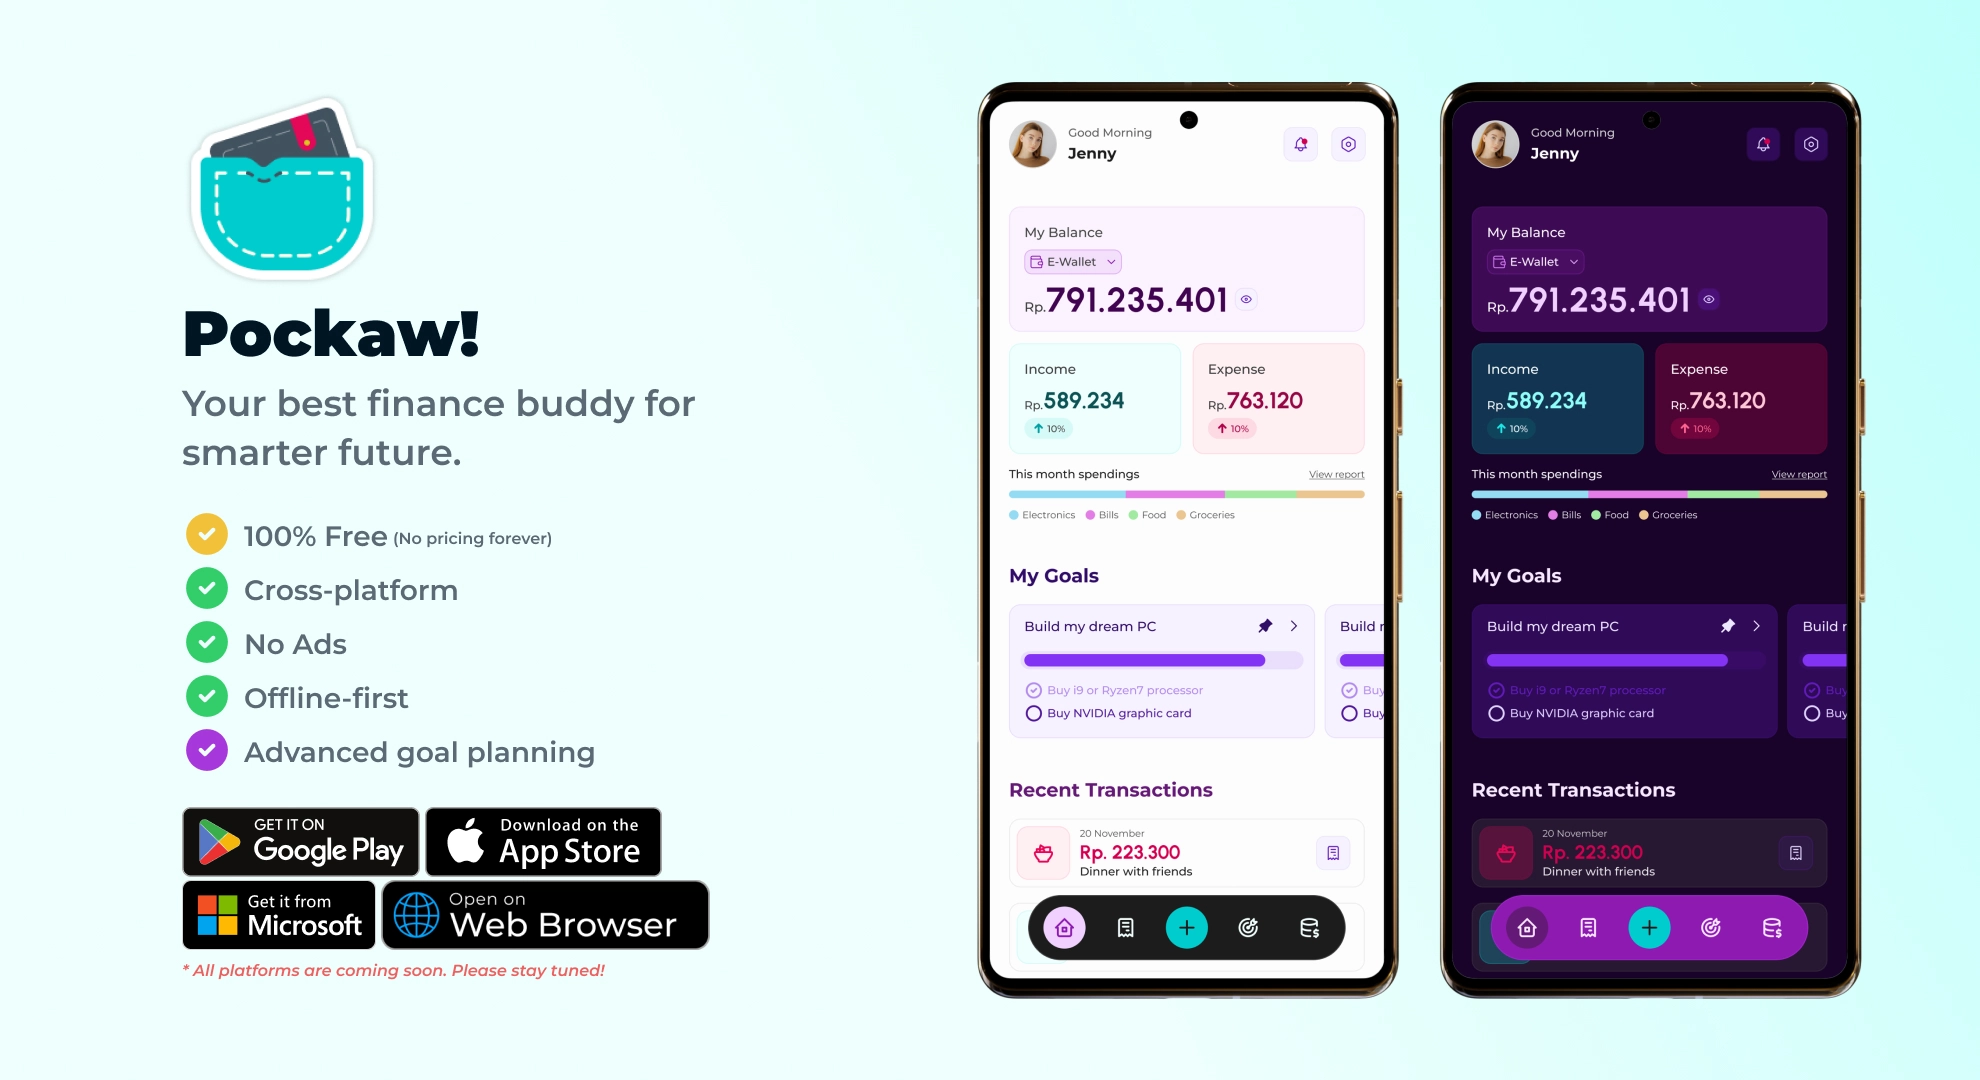 Pockaw!
Your best finance buddy for
smarter future.
100% Free (No pricing forever)
Cross-platform
No Ads
Offline-first
Advanced goal planning
GET IT ON
Google Play
Download on the
App Store
Get it from
Microsoft
Open on
Web Browser
* All platforms are coming soon. Please stay tuned!
Good Morning
Jenny
My Balance
E-Wallet
Rp.791.235.401
Income
Rp.589.234
10%
Expense
Rp.763.120
10%
This month spendings View report
Electronics Bills Food Groceries
My Goals
Build my dream PC
Buy i9 or Ryzen7 processor
Buy NVIDIA graphic card
Build
Buy
Buy
Recent Transactions
20 November
Rp. 223.300
Dinner with friends
Good Morning
Jenny
My Balance
E-Wallet
Rp.791.235.401
Income
Rp.589.234
10%
Expense
Rp.763.120
10%
This month spendings View report
Electronics Bills Food Groceries
My Goals
Build my dream PC
Buy i9 or Ryzen7 processor
Buy NVIDIA graphic card
Build
Buy
Buy
Recent Transactions
20 November
Rp. 223.300
Dinner with friends